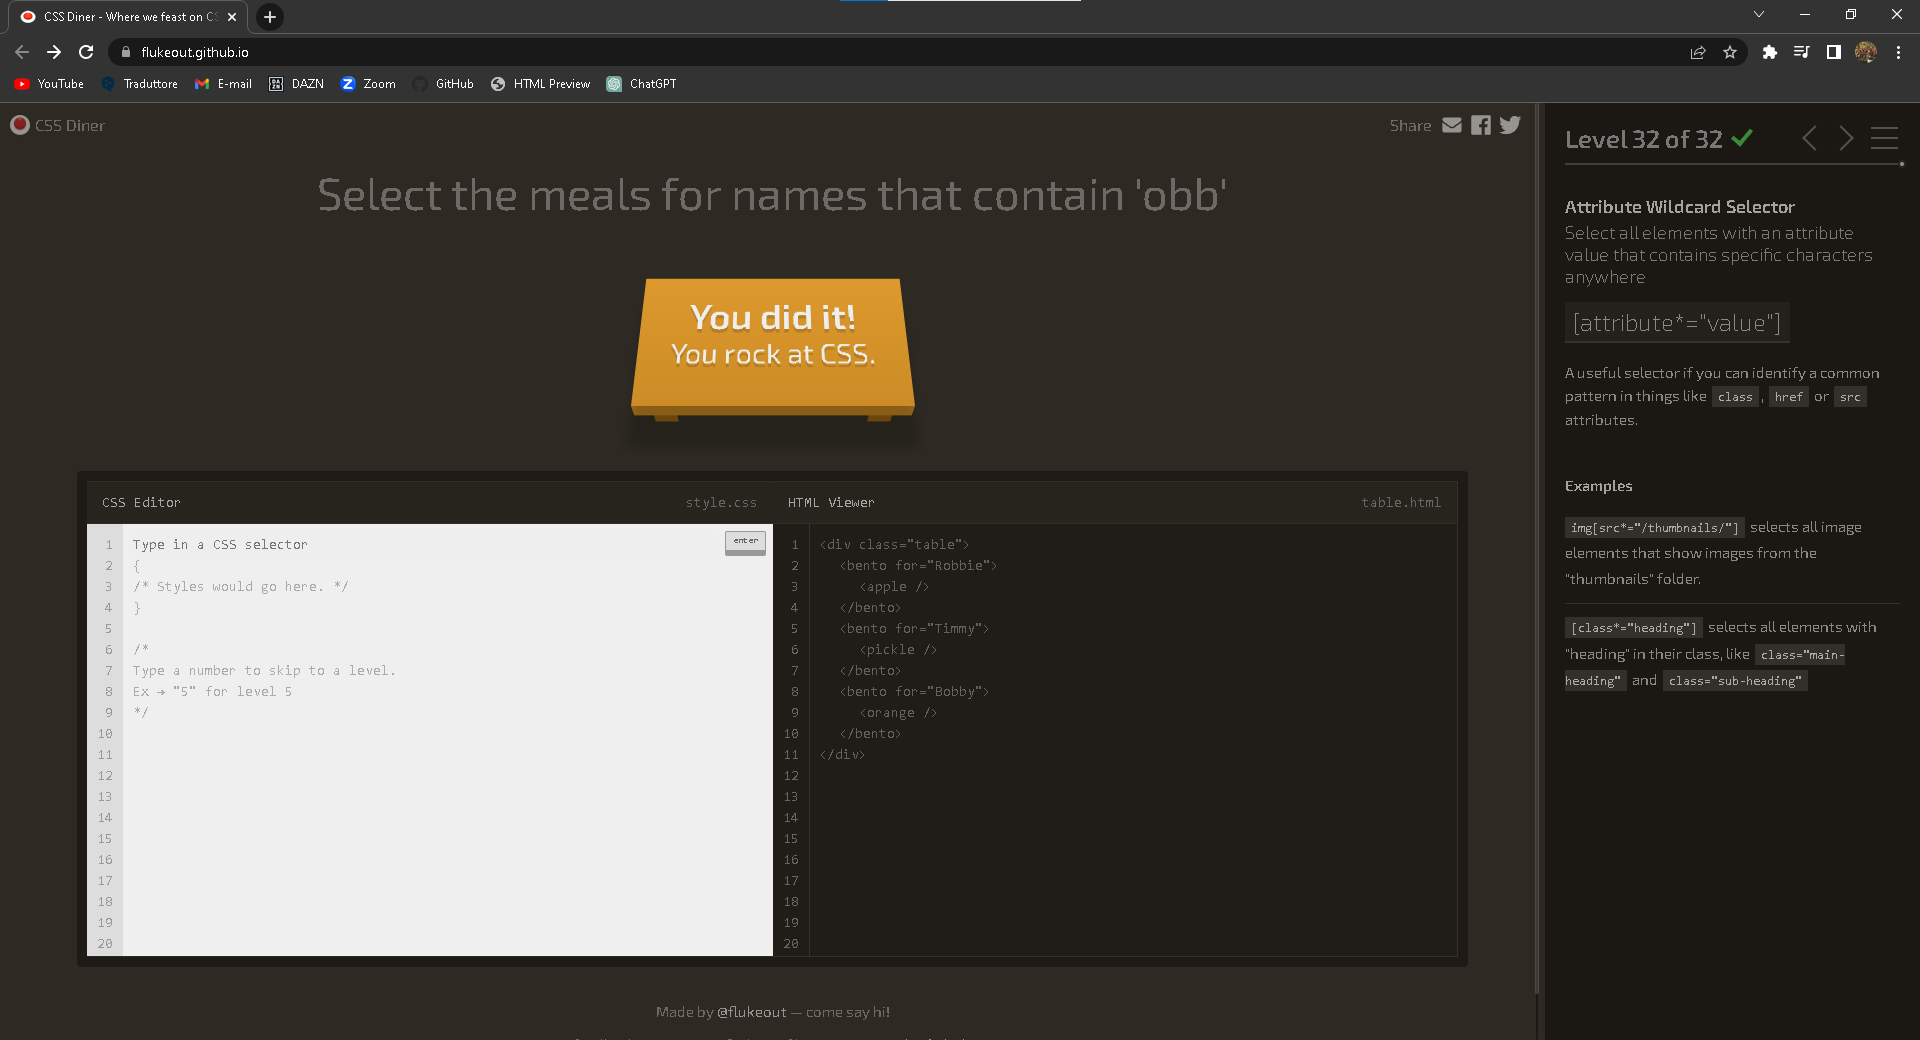 CSS Diner - Where we feast on CS
flukeout.github.io
YouTube Traduttore E-mail DAZN Zoom GitHub HTML Preview ChatGPT
CSS Diner
Share
Select the meals for names that contain 'obb'
You did it!
You rock at CSS.
CSS Editor style.css
1 Type in a CSS selector
enter
2 {
3 /* Styles would go here. */
4 }
5
6 /*
7 Type a number to skip to a level.
8 Ex → "5" for level 5
9 */
10
11
12
13
14
15
16
17
18
19
20
HTML Viewer table.html
1 <div class="table">
2 <bento for="Robbie">
3 <apple />
4 </bento>
5 <bento for="Timmy">
6 <pickle />
7 </bento>
8 <bento for="Bobby">
9 <orange />
10 </bento>
11 </div>
12
13
14
15
16
17
18
19
20
Made by @flukeout — come say hi!
Level 32 of 32
Attribute Wildcard Selector
Select all elements with an attribute
value that contains specific characters
anywhere
[attribute*="value"]
A useful selector if you can identify a common
pattern in things like class , href or src
attributes.
Examples
img[src*="/thumbnails/"] selects all image
elements that show images from the
"thumbnails" folder.
[class*="heading"] selects all elements with
"heading" in their class, like class="main-
heading" and class="sub-heading"